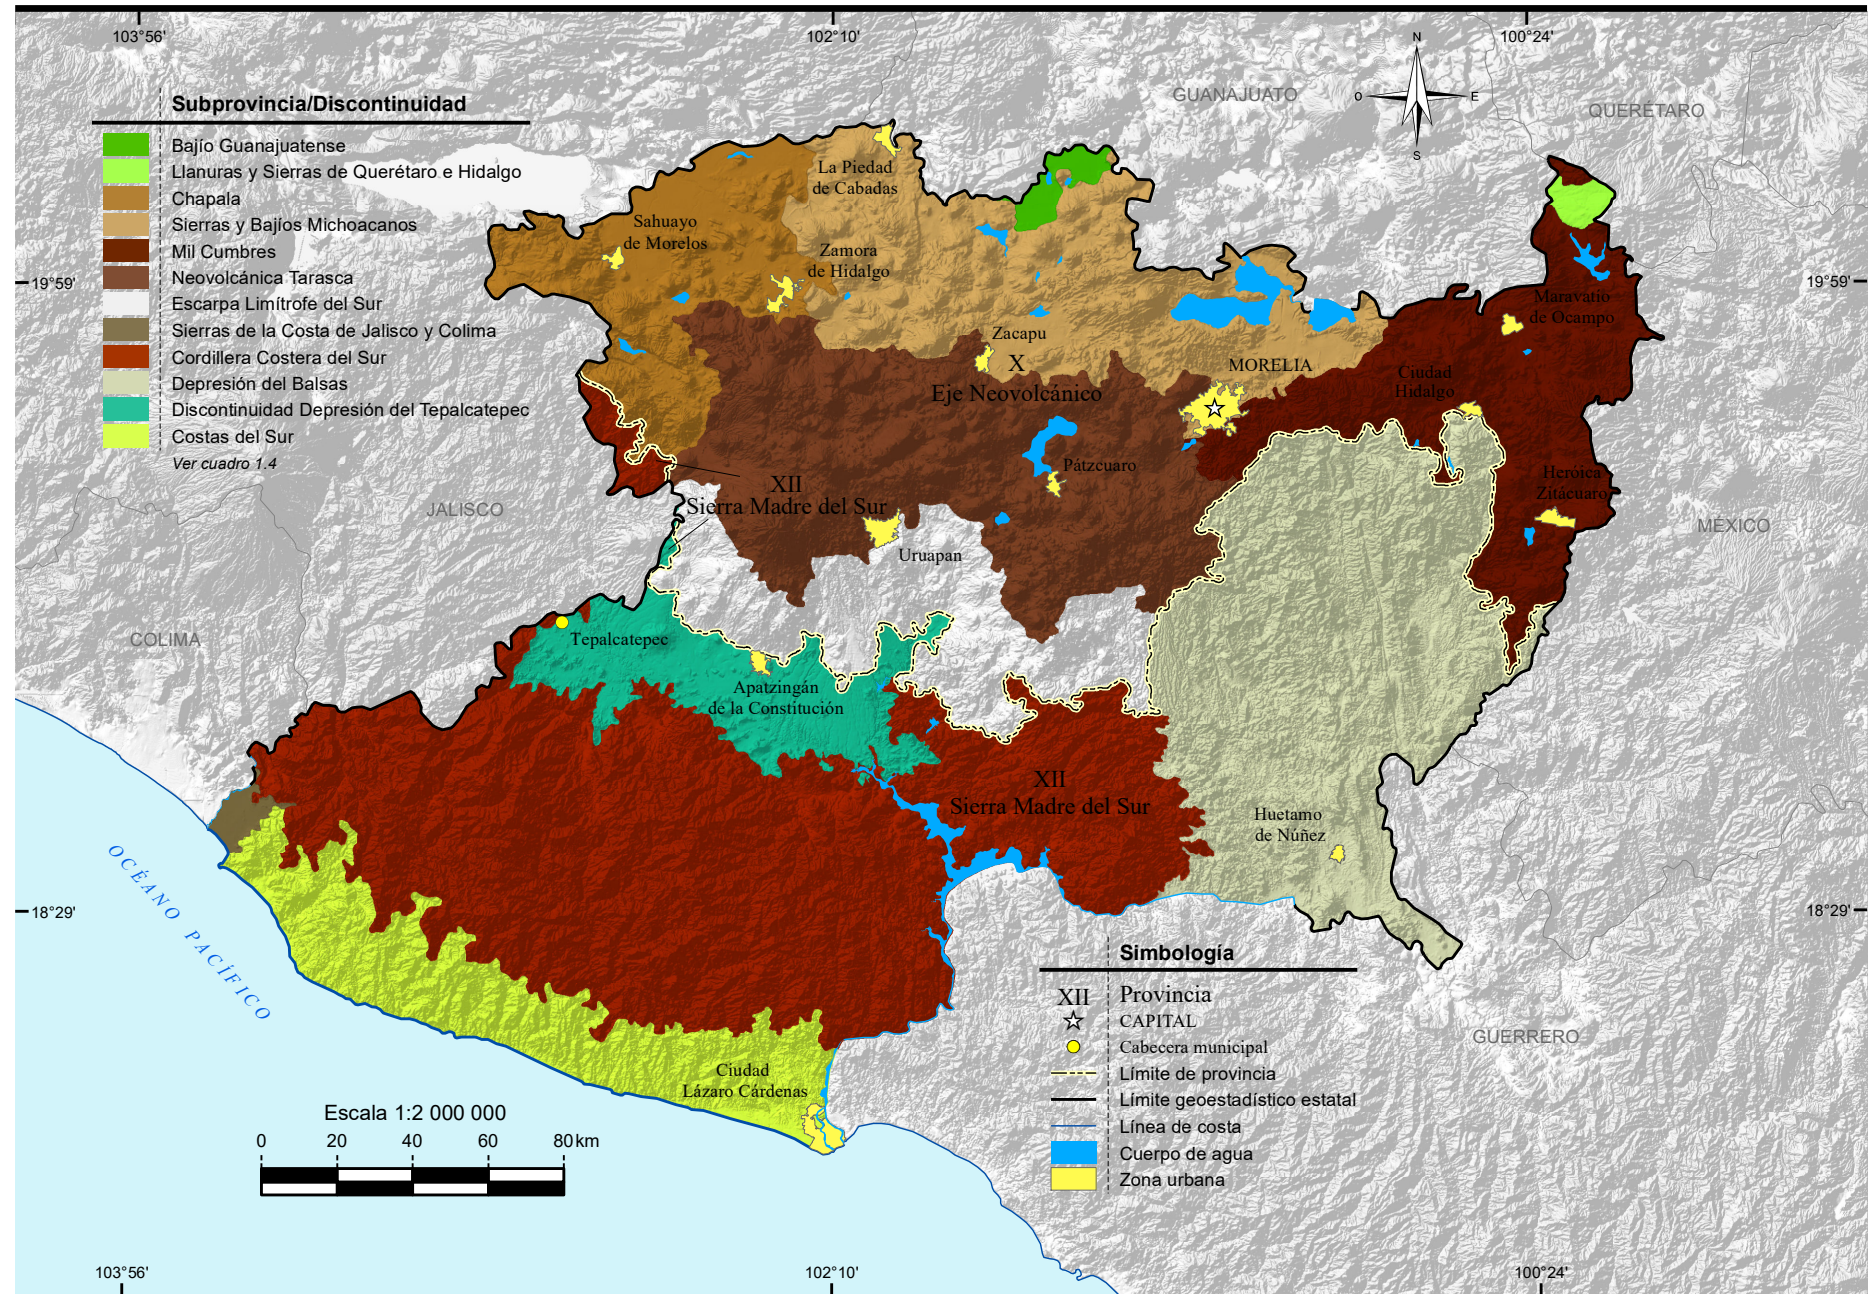 103°56'
102°10'
100°24'
N
O
E
S
GUANAJUATO
QUERÉTARO
Subprovincia/Discontinuidad
Bajío Guanajuatense
Llanuras y Sierras de Querétaro e Hidalgo
Chapala
Sierras y Bajíos Michoacanos
Mil Cumbres
Neovolcánica Tarasca
Escarpa Limítrofe del Sur
Sierras de la Costa de Jalisco y Colima
Cordillera Costera del Sur
Depresión del Balsas
Discontinuidad Depresión del Tepalcatepec
Costas del Sur
Ver cuadro 1.4
La Piedad
de Cabadas
Sahuayo
de Morelos
Zamora
de Hidalgo
19°59'
19°59'
Maravatío
de Ocampo
Zacapu
X
Eje Neovolcánico
MORELIA
Ciudad
Hidalgo
Pátzcuaro
Heróica
Zitácuaro
XII
Sierra Madre del Sur
JALISCO
MÉXICO
Uruapan
COLIMA
Tepalcatepec
Apatzingán
de la Constitución
XII
Sierra Madre del Sur
Huetamo
de Núñez
OCÉANO PACÍFICO
18°29'
18°29'
Simbología
XII Provincia
CAPITAL
Cabecera municipal
Límite de provincia
Límite geoestadístico estatal
Línea de costa
Cuerpo de agua
Zona urbana
GUERRERO
Ciudad
Lázaro Cárdenas
Escala 1:2 000 000
0 20 40 60 80 km
103°56'
102°10'
100°24'